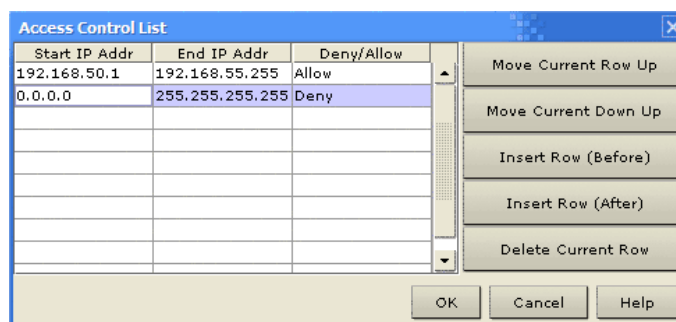 Access Control List
Start IP Addr End IP Addr Deny/Allow
192.168.50.1 192.168.55.255 Allow
0.0.0.0 255.255.255.255 Deny
Move Current Row Up
Move Current Down Up
Insert Row (Before)
Insert Row (After)
Delete Current Row
OK Cancel Help